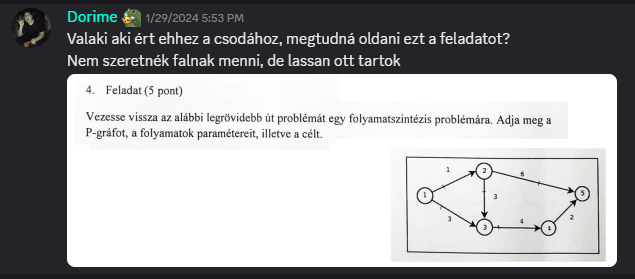 Dorime 1/29/2024 5:53 PM
Valaki aki ért ehhez a csodához, megtudná oldani ezt a feladatot?
Nem szeretnék falnak menni, de lassan ott tartok
4. Feladat (5 pont)
Vezesse vissza az alábbi legrövidebb út problémát egy folyamatszintézis problémára. Adja meg a
P-gráfot, a folyamatok paramétereit, illetve a célt.
1 2 6
1 3 5
3 4 2
3 4